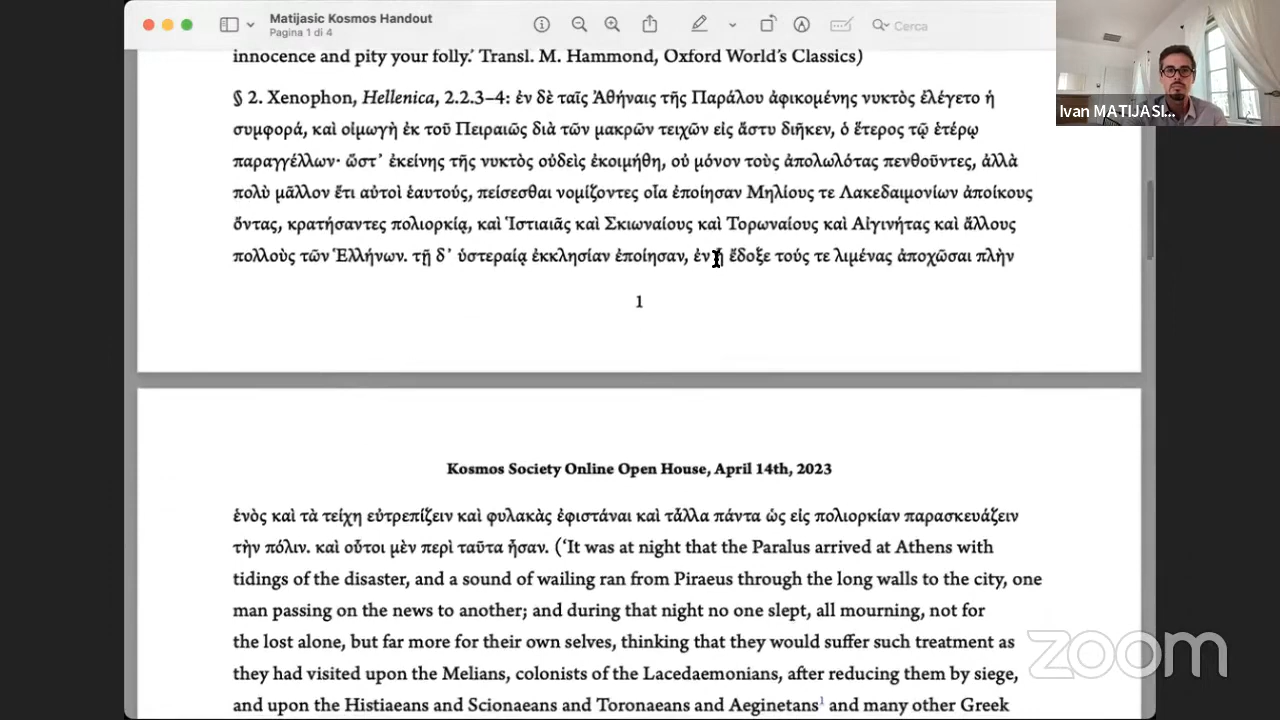 Matijasic Kosmos Handout
Pagina 1 di 4
Cerca
innocence and pity your folly.’ Transl. M. Hammond, Oxford World’s Classics)
§ 2. Xenophon, Hellenica, 2.2.3–4: ἐν δὲ ταῖς Ἀθήναις τῆς Παράλου ἀφικομένης νυκτὸς ἐλέγετο ἡ
συμφορά, καὶ οἰμωγὴ ἐκ τοῦ Πειραιῶς διὰ τῶν μακρῶν τειχῶν εἰς ἄστυ διῆκεν, ὁ ἕτερος τῷ ἑτέρῳ
παραγγέλλων· ὥστ’ ἐκείνης τῆς νυκτὸς οὐδεὶς ἐκοιμήθη, οὐ μόνον τοὺς ἀπολωλότας πενθοῦντες, ἀλλὰ
πολὺ μᾶλλον ἔτι αὐτοὶ ἑαυτούς, πείσεσθαι νομίζοντες οἷα ἐποίησαν Μηλίους τε Λακεδαιμονίων ἀποίκους
ὄντας, κρατήσαντες πολιορκίᾳ, καὶ Ἱστιαιᾶς καὶ Σκιωναίους καὶ Τορωναίους καὶ Αἰγινήτας καὶ ἄλλους
πολλοὺς τῶν Ἑλλήνων. τῇ δ’ ὑστεραίᾳ ἐκκλησίαν ἐποίησαν, ἐν ᾗ ἔδοξε τούς τε λιμένας ἀποχῶσαι πλὴν
1
Kosmos Society Online Open House, April 14th, 2023
ἑνὸς καὶ τὰ τείχη εὐτρεπίζειν καὶ φυλακὰς ἐφιστάναι καὶ τἆλλα πάντα ὡς εἰς πολιορκίαν παρασκευάζειν
τὴν πόλιν. καὶ οὗτοι μὲν περὶ ταῦτα ἦσαν. (‘It was at night that the Paralus arrived at Athens with
tidings of the disaster, and a sound of wailing ran from Piraeus through the long walls to the city, one
man passing on the news to another; and during that night no one slept, all mourning, not for
the lost alone, but far more for their own selves, thinking that they would suffer such treatment as
they had visited upon the Melians, colonists of the Lacedaemonians, after reducing them by siege,
and upon the Histiaeans and Scionaeans and Toronaeans and Aeginetans¹ and many other Greek
Ivan MATIJASI...
zoom